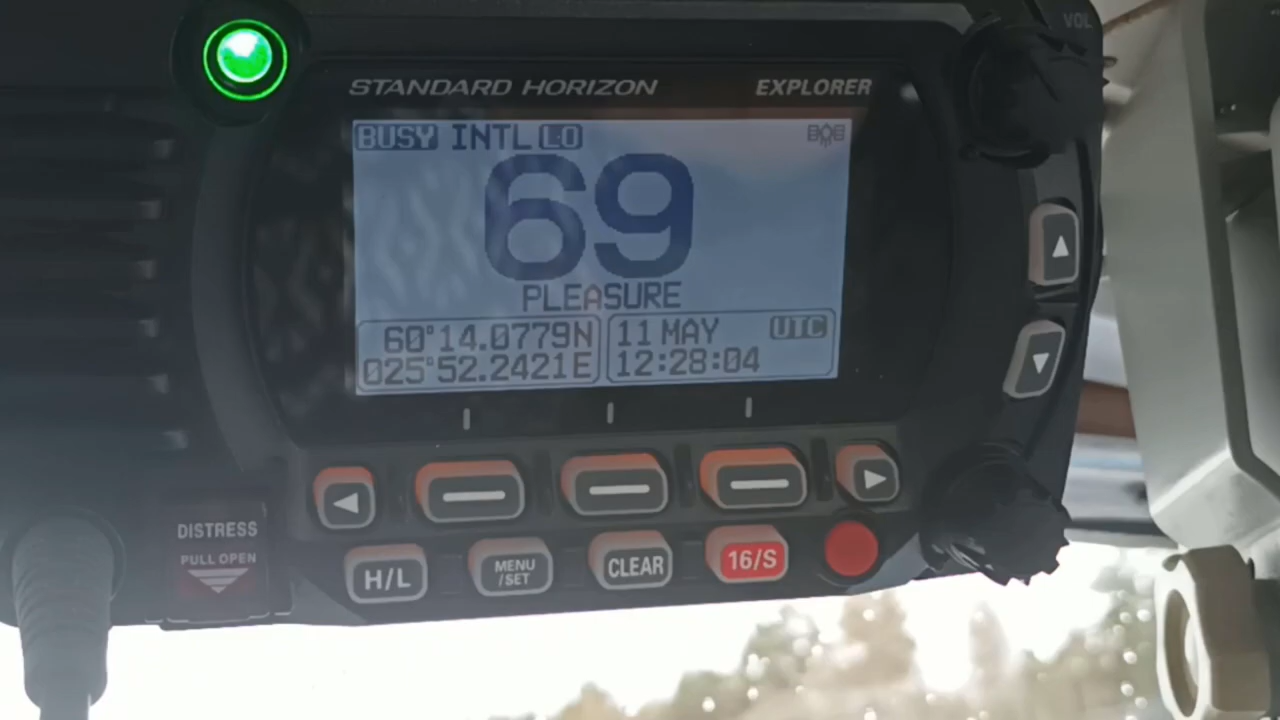 VOL
STANDARD HORIZON EXPLORER
BUSY INTL LO
69
PLEASURE
60°14.0779N
025°52.2421E
11 MAY UTC
12:28:04
DISTRESS
PULL OPEN
H/L
MENU
/SET
CLEAR
16/S